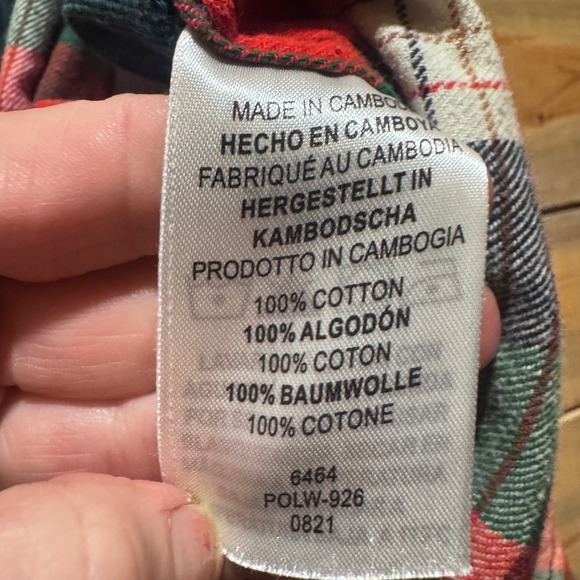 MADE IN
HECHO EN CAMBOYA
FABRIQUÉ AU CAMBODIA
HERGESTELLT IN
KAMBODSCHA
PRODOTTO IN CAMBOGIA
100% COTTON
100% ALGODÓN
100% COTON
100% BAUMWOLLE
100% COTONE
6464
POLW-926
0821